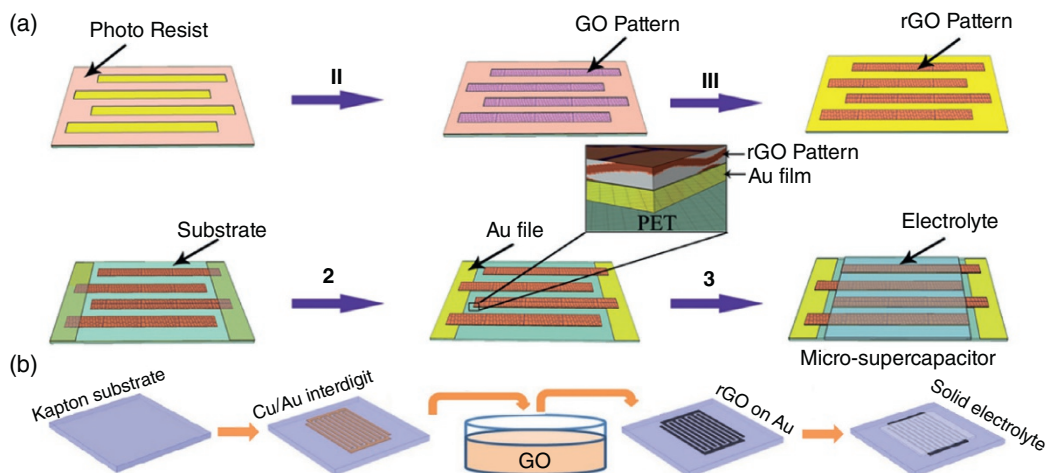 (a)
Photo Resist
II
GO Pattern
III
rGO Pattern
rGO Pattern
Au film
PET
Substrate
2
Au file
3
Electrolyte
Micro-supercapacitor
(b)
Kapton substrate
Cu/Au interdigit
GO
rGO on Au
Solid electrolyte